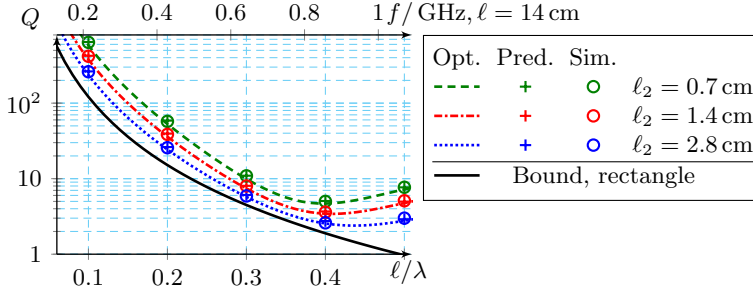 Q 0.2 0.4 0.6 0.8 1 f/ GHz, ℓ = 14 cm
10²
10
1
0.1 0.2 0.3 0.4 ℓ/λ
Opt. Pred. Sim.
ℓ₂ = 0.7 cm
ℓ₂ = 1.4 cm
ℓ₂ = 2.8 cm
Bound, rectangle